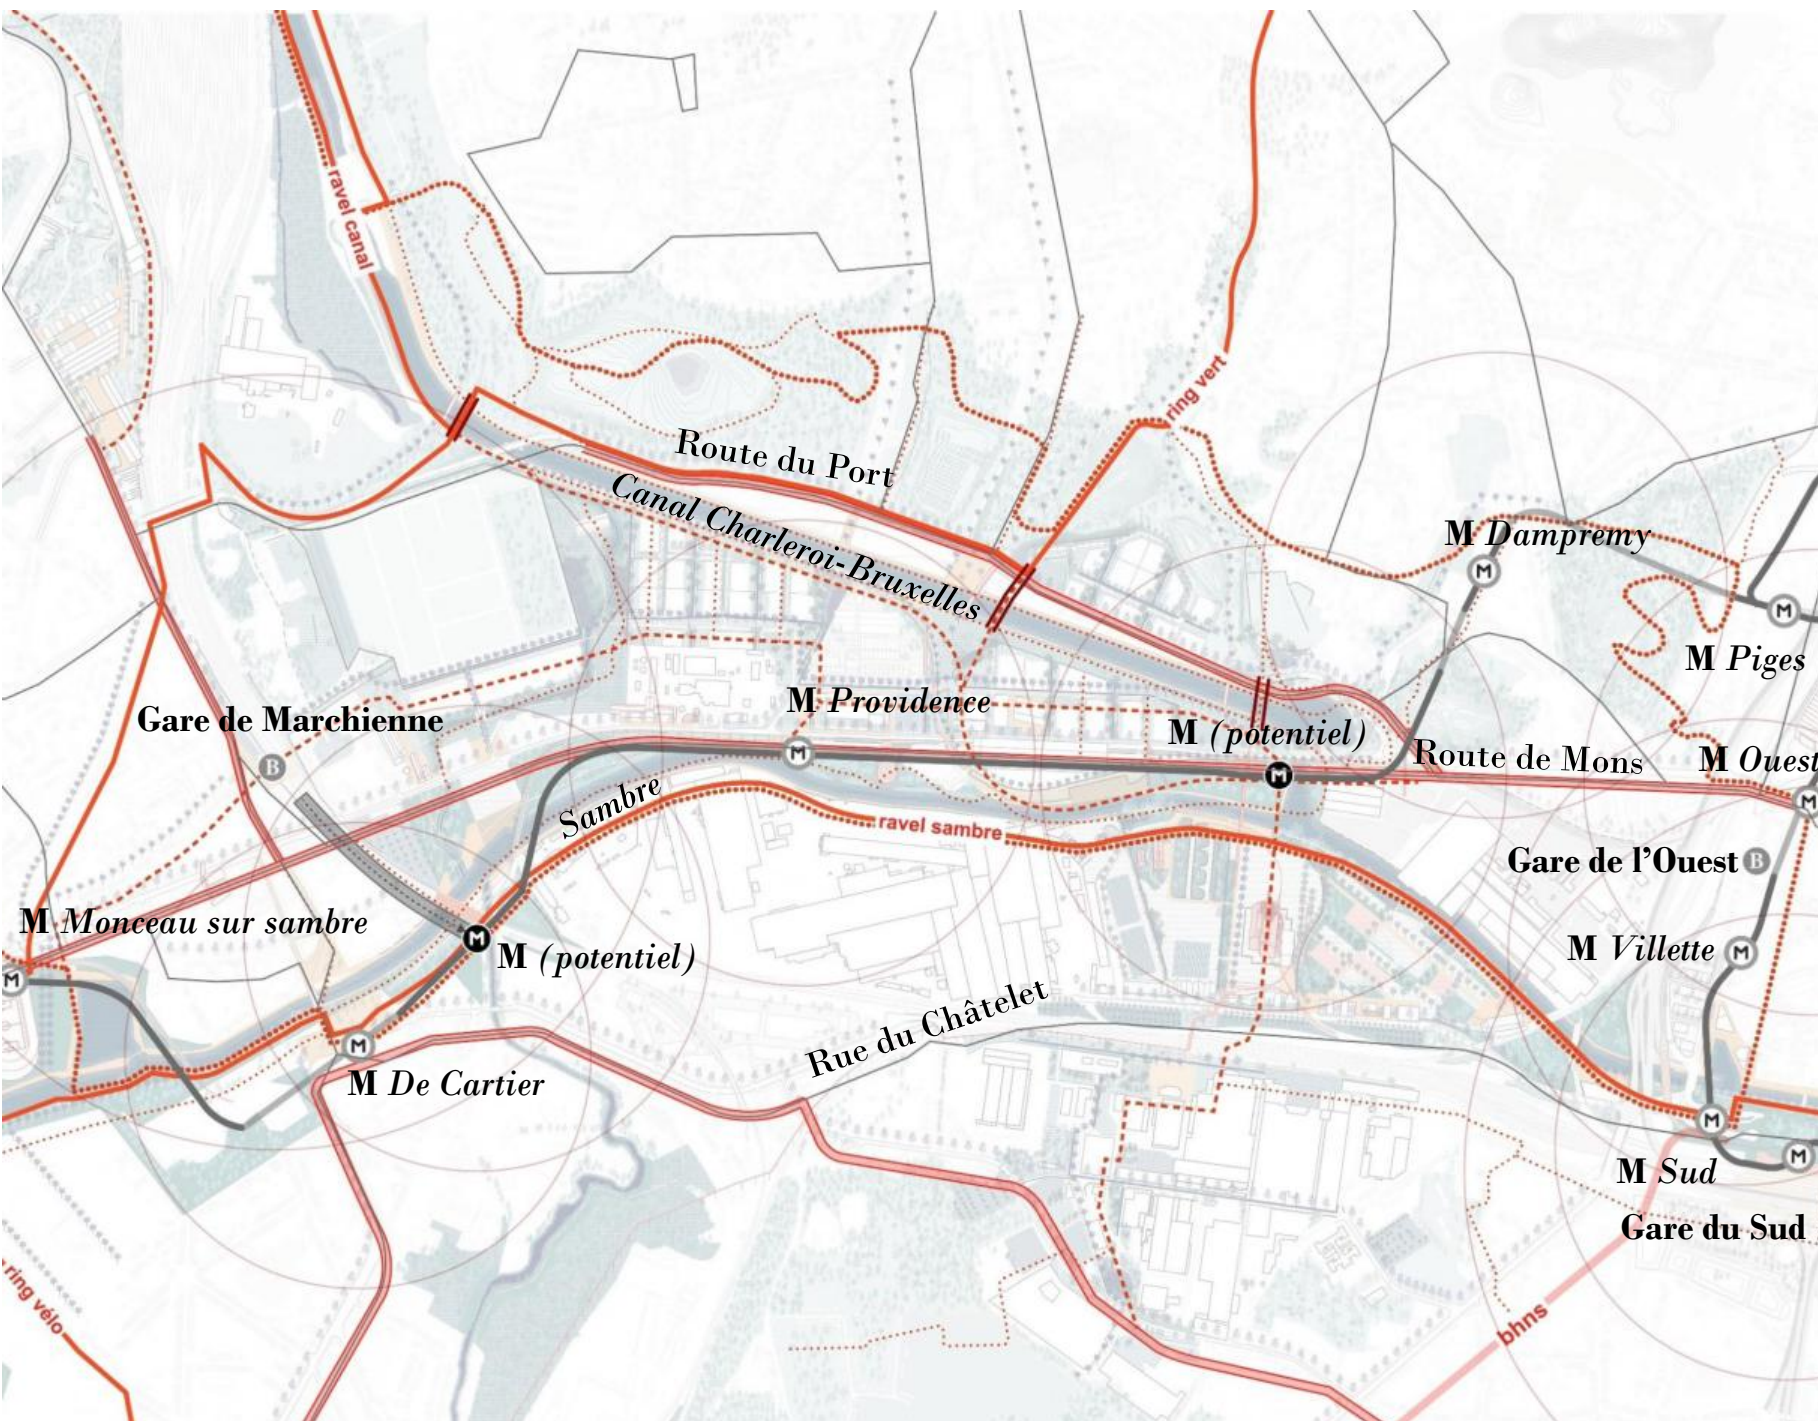 ravel canal
ring vert
Route du Port
Canal Charleroi-Bruxelles
M Dampremy
M
M
M Piges
M Providence
Gare de Marchienne
M (potentiel)
Route de Mons
M Ouest
B
M
M
M
Sambre
ravel sambre
Gare de l'Ouest B
M Monceau sur sambre
M
M (potentiel)
M Villette M
M
Rue du Châtelet
M
M De Cartier
M
M
M Sud
Gare du Sud
ring vélo
bhns